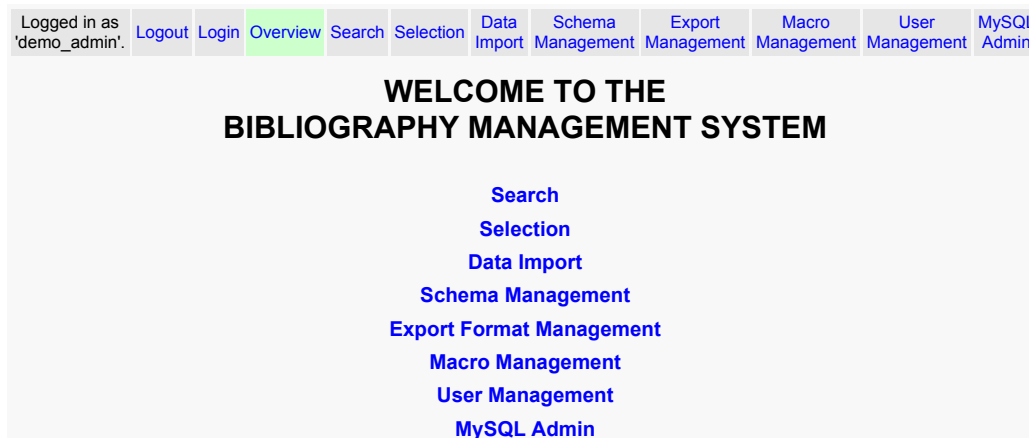 Logged in as
'demo_admin'.
Logout
Login
Overview
Search
Selection
Data
Import
Schema
Management
Export
Management
Macro
Management
User
Management
MySQL
Admin
WELCOME TO THE
BIBLIOGRAPHY MANAGEMENT SYSTEM
Search
Selection
Data Import
Schema Management
Export Format Management
Macro Management
User Management
MySQL Admin